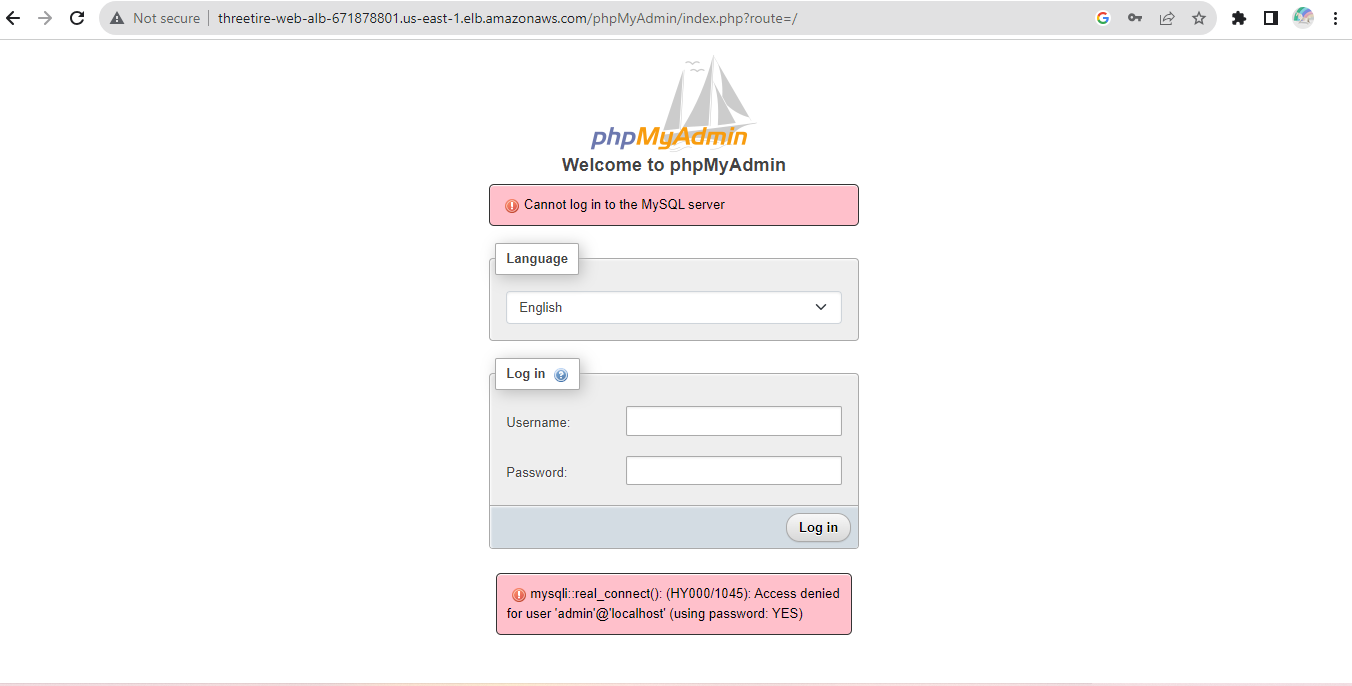 Not secure
threetire-web-alb-671878801.us-east-1.elb.amazonaws.com/phpMyAdmin/index.php?route=/
phpMyAdmin
Welcome to phpMyAdmin
Cannot log in to the MySQL server
Language
English
Log in
Username:
Password:
Log in
mysqli::real_connect(): (HY000/1045): Access denied
for user 'admin'@'localhost' (using password: YES)